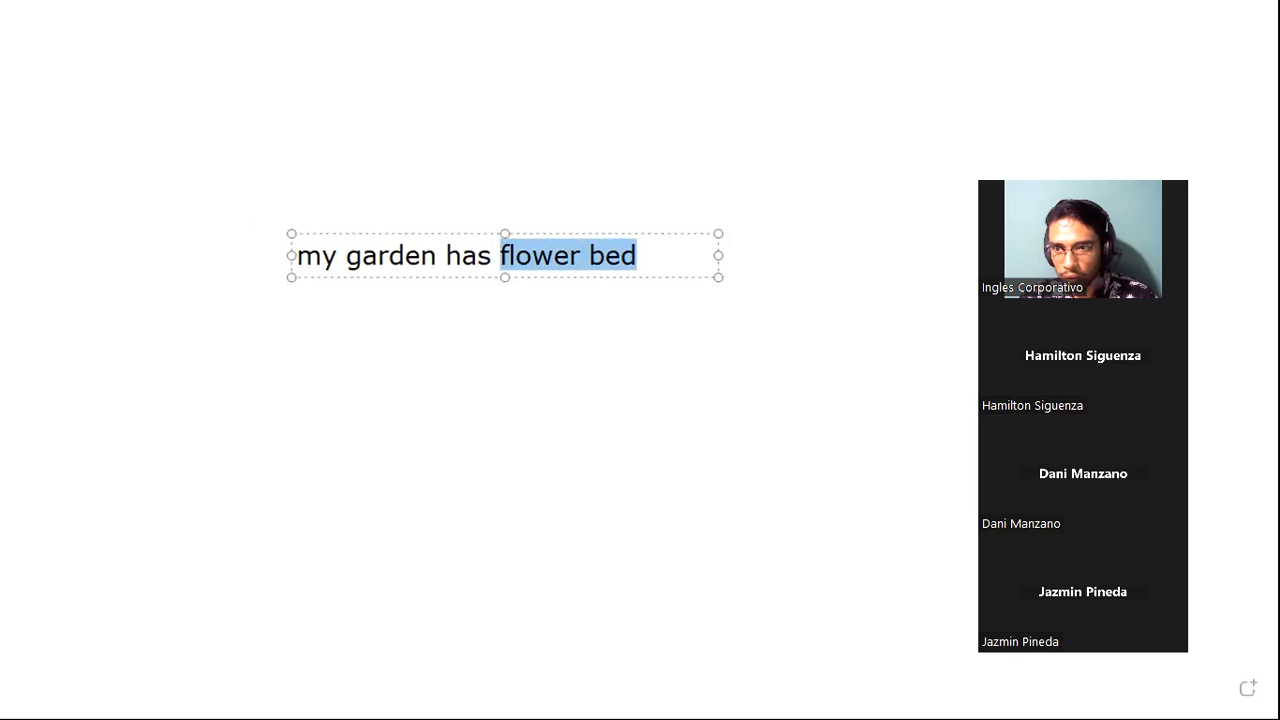 my garden has flower bed
Ingles Corporativo
Hamilton Siguenza
Hamilton Siguenza
Dani Manzano
Dani Manzano
Jazmin Pineda
Jazmin Pineda